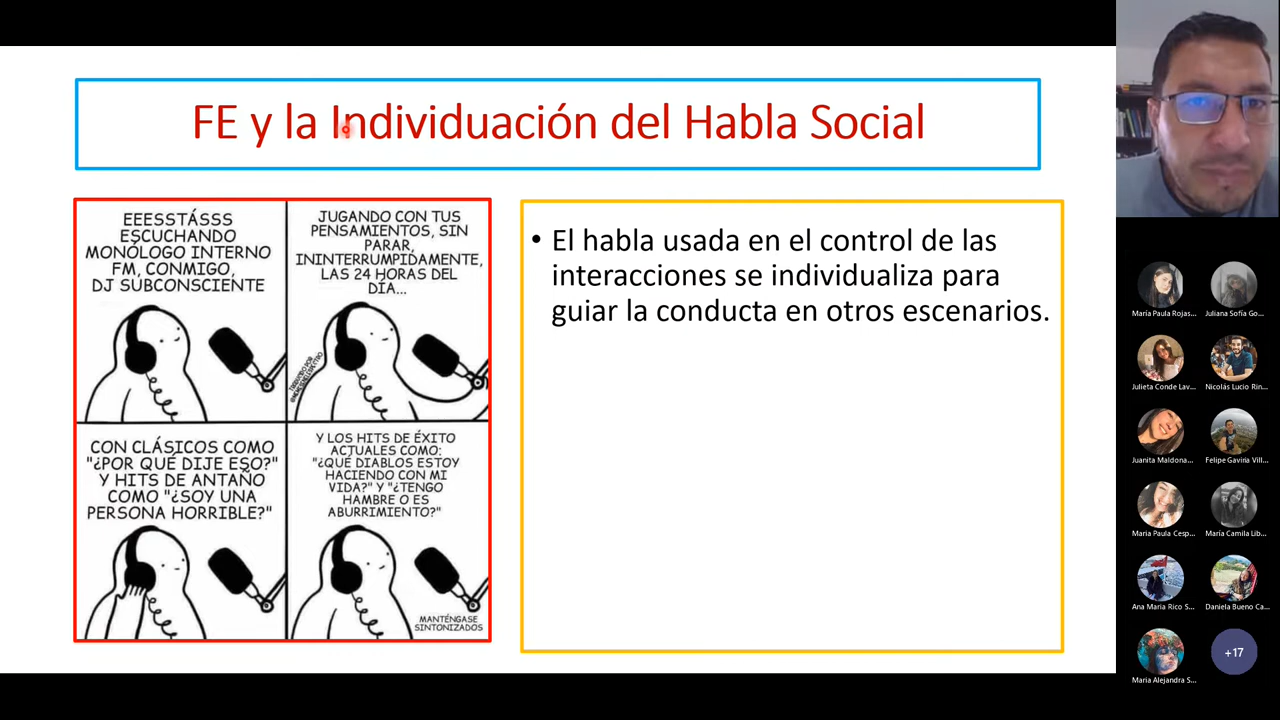 FE y la Individuación del Habla Social
EEESSTÁSSS
ESCUCHANDO
MONÓLOGO INTERNO
FM, CONMIGO,
DJ SUBCONSCIENTE
JUGANDO CON TUS
PENSAMIENTOS, SIN
PARAR,
ININTERRUMPIDAMENTE,
LAS 24 HORAS DEL
DÍA...
CON CLÁSICOS COMO
"¿POR QUÉ DIJE ESO?"
Y HITS DE ANTAÑO
COMO "¿SOY UNA
PERSONA HORRIBLE?"
Y LOS HITS DE ÉXITO
ACTUALES COMO:
"¿QUÉ DIABLOS ESTOY
HACIENDO CON MI
VIDA?" Y "¿TENGO
HAMBRE O ES
ABURRIMIENTO?"
MANTÉNGASE
SINTONIZADOS
• El habla usada en el control de las
interacciones se individualiza para
guiar la conducta en otros escenarios.
María Paula Rojas...
Juliana Sofía Go...
Julieta Conde Lav...
Nicolás Lucio Rin...
Juanita Maldona...
Felipe Gaviria Vill...
Maria Paula Cesp...
María Camila Lib...
Ana Maria Rico S...
Daniela Bueno Ca...
Maria Alejandra S...
+17